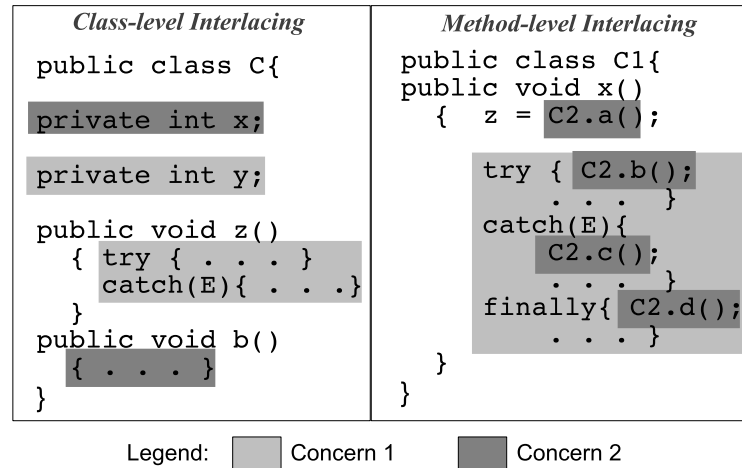 Class-level Interlacing
public class C{
private int x;
private int y;
public void z()
{ try { . . . }
catch(E){ . . .}
}
public void b()
{ . . . }
}
Method-level Interlacing
public class C1{
public void x()
{ z = C2.a();
try { C2.b();
. . . }
catch(E){
C2.c();
. . . }
finally{ C2.d();
. . . }
}
}
Legend: Concern 1 Concern 2